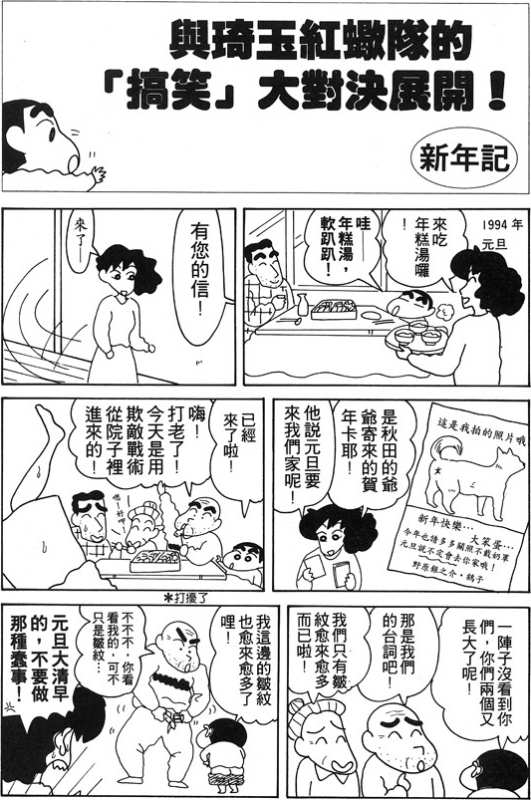 與琦玉紅蠍隊的
「搞笑」大對決展開！
新年記
1994年
元旦
來吃
年糕湯囉
！
哇—
年糕湯，
軟趴趴！
有您的信！
來了—
這是我拍的照片哦
新年快樂…
大笨蛋…
今年也請多多關照不戴奶罩
元旦說不定會去你家哦！
野原銀之介・鶴子
是秋田的爺
爺寄來的賀
年卡耶！
他說元旦要
來我們家呢！
已經
來了啦！
嗨！
打老了！
今天是用
欺敵戰術
從院子裡
進來的！
＊打擾了
一陣子沒看到你
們，你們兩個又
長大了呢！
那是我們
的台詞吧！
我們只有皺
紋愈來愈多
而已啦！
我這邊的皺紋
也愈來愈多了
哩！
不不不，你看
看我的，可不
只是皺紋…
元旦大清早
的，不要做
那種蠢事！